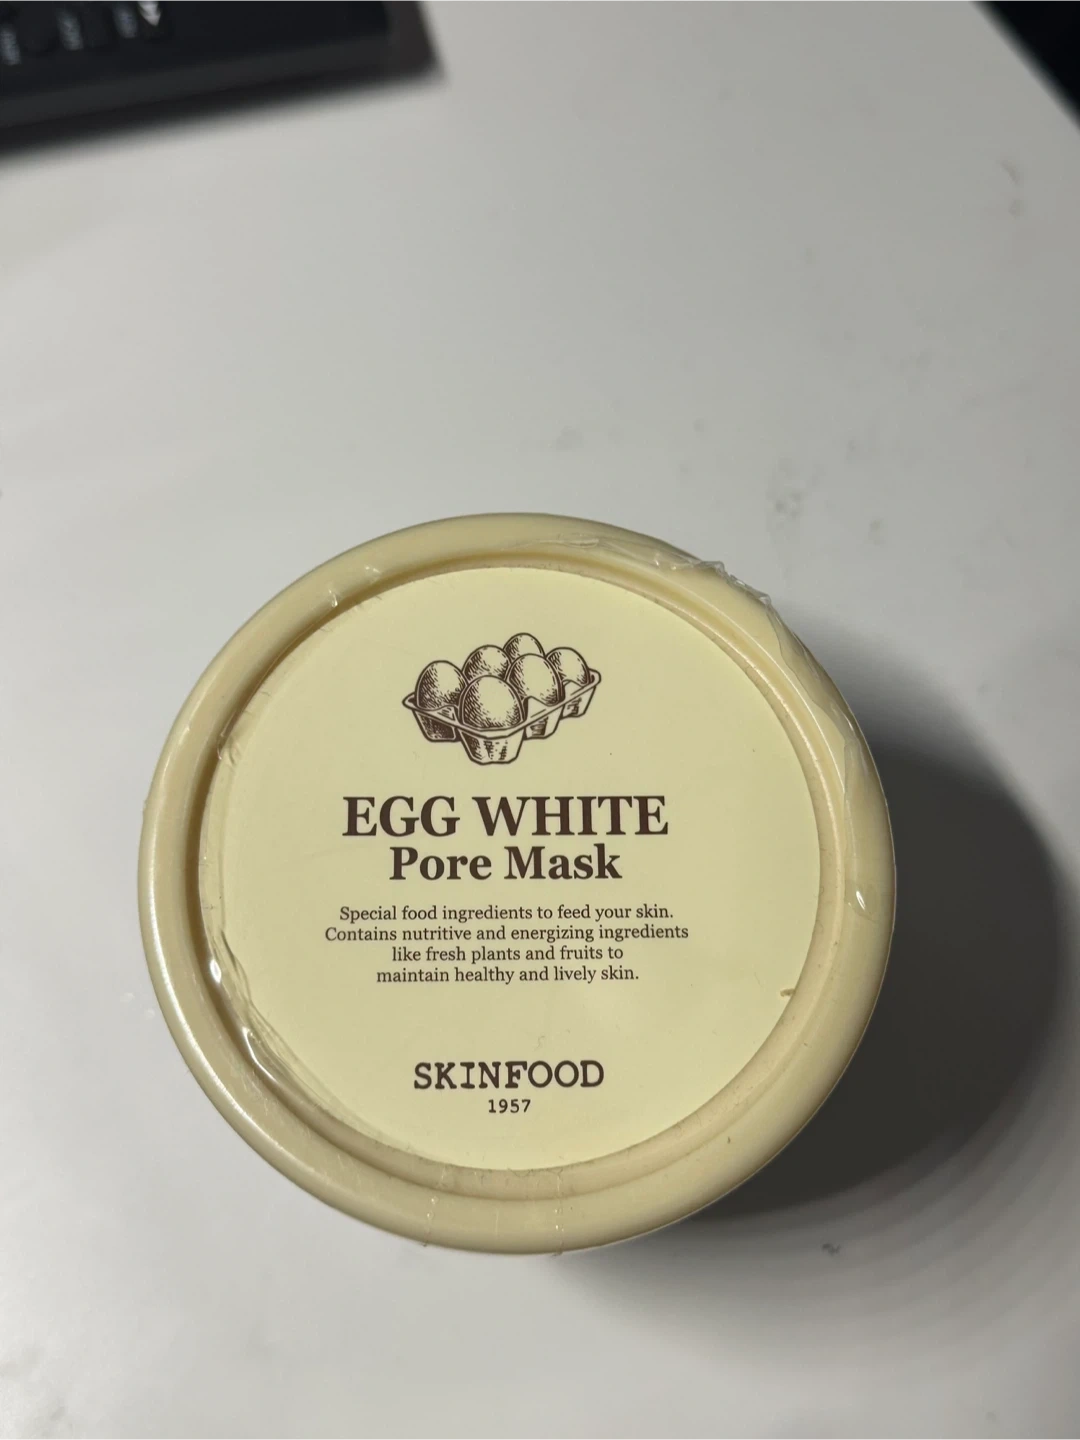 EGG WHITE
Pore Mask
Special food ingredients to feed your skin.
Contains nutritive and energizing ingredients
like fresh plants and fruits to
maintain healthy and lively skin.
SKINFOOD
1957